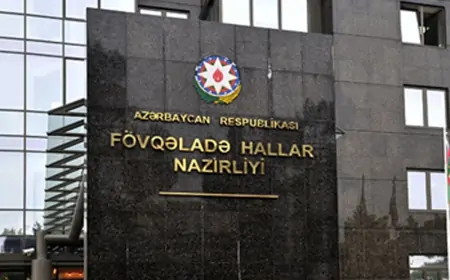 AZƏRBAYCAN RESPUBLİKASI
FÖVQƏLADƏ HALLAR
NAZİRLİYİ